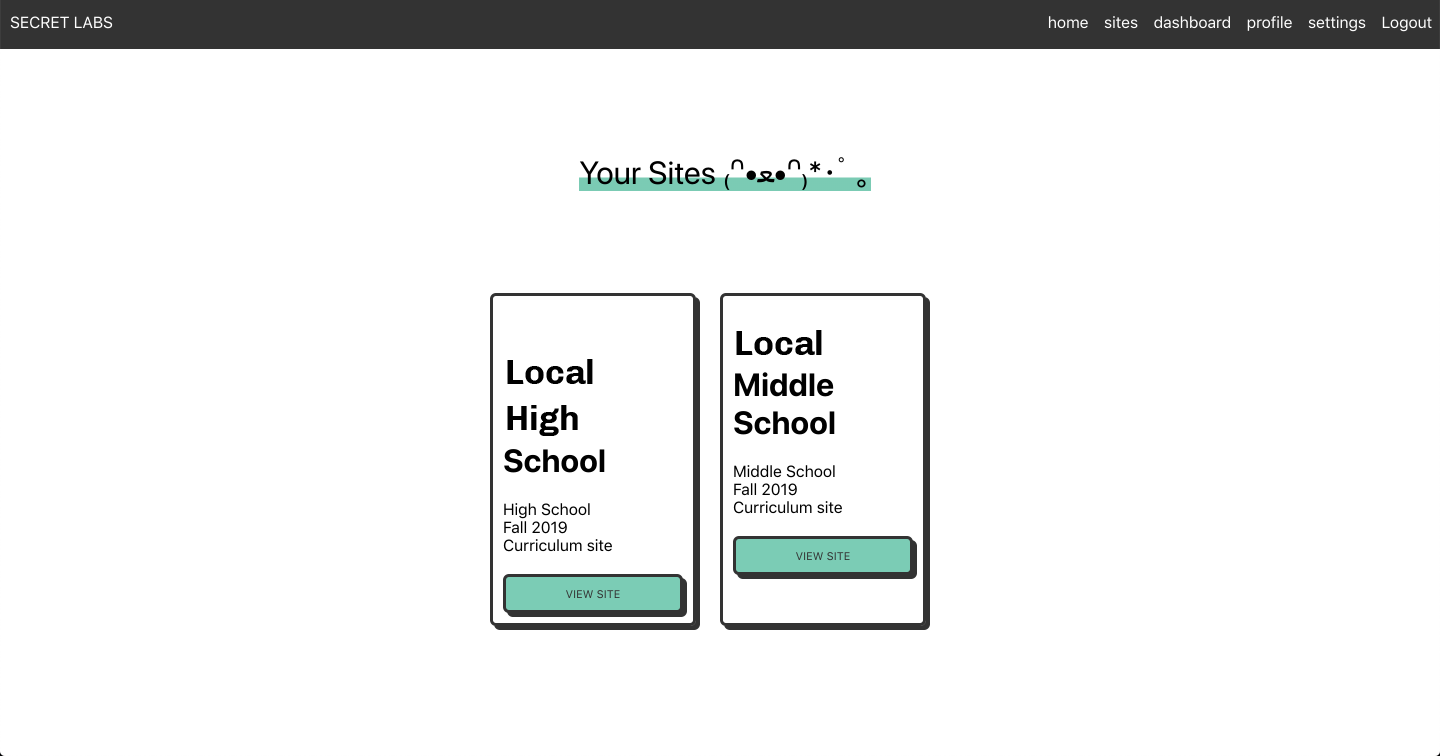 SECRET LABS
home sites dashboard profile settings Logout
Your Sites ₍ᐢ•ﻌ•ᐢ₎*･ﾟ｡
Local
High
School
High School
Fall 2019
Curriculum site
VIEW SITE
Local
Middle
School
Middle School
Fall 2019
Curriculum site
VIEW SITE